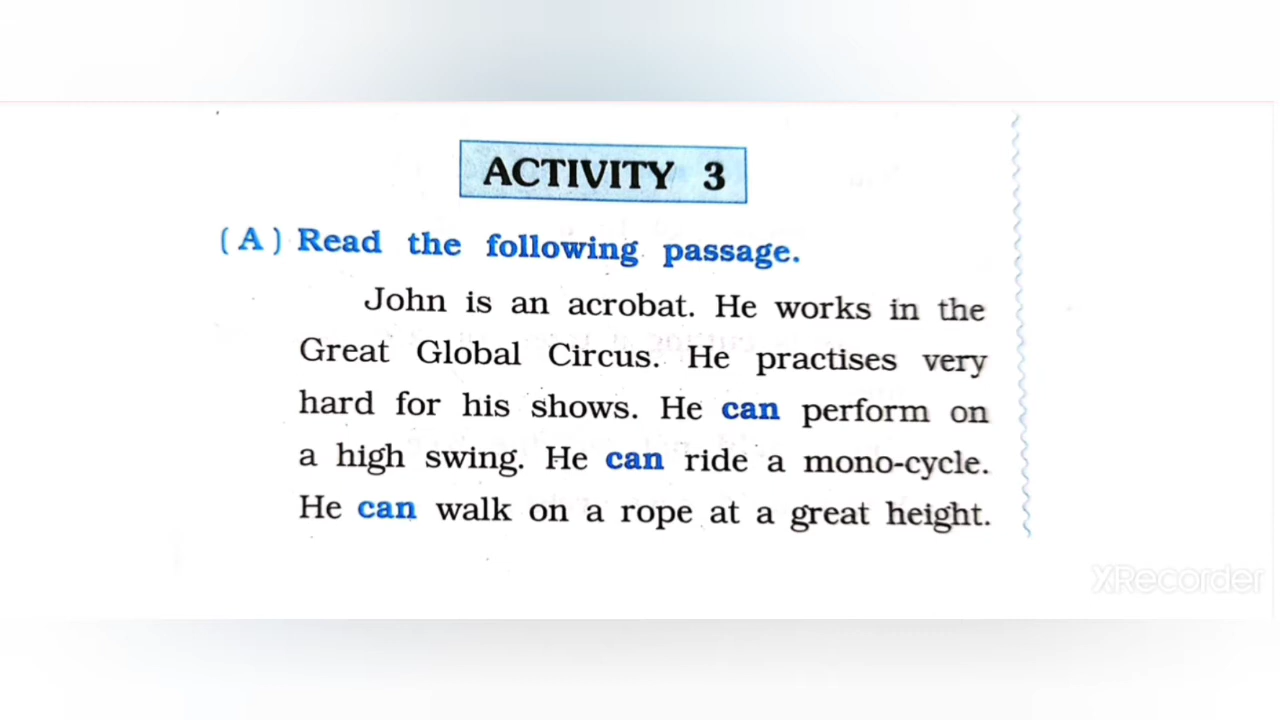 ACTIVITY 3
( A ) Read the following passage.
John is an acrobat. He works in the
Great Global Circus. He practises very
hard for his shows. He can perform on
a high swing. He can ride a mono-cycle.
He can walk on a rope at a great height.
XRecorder